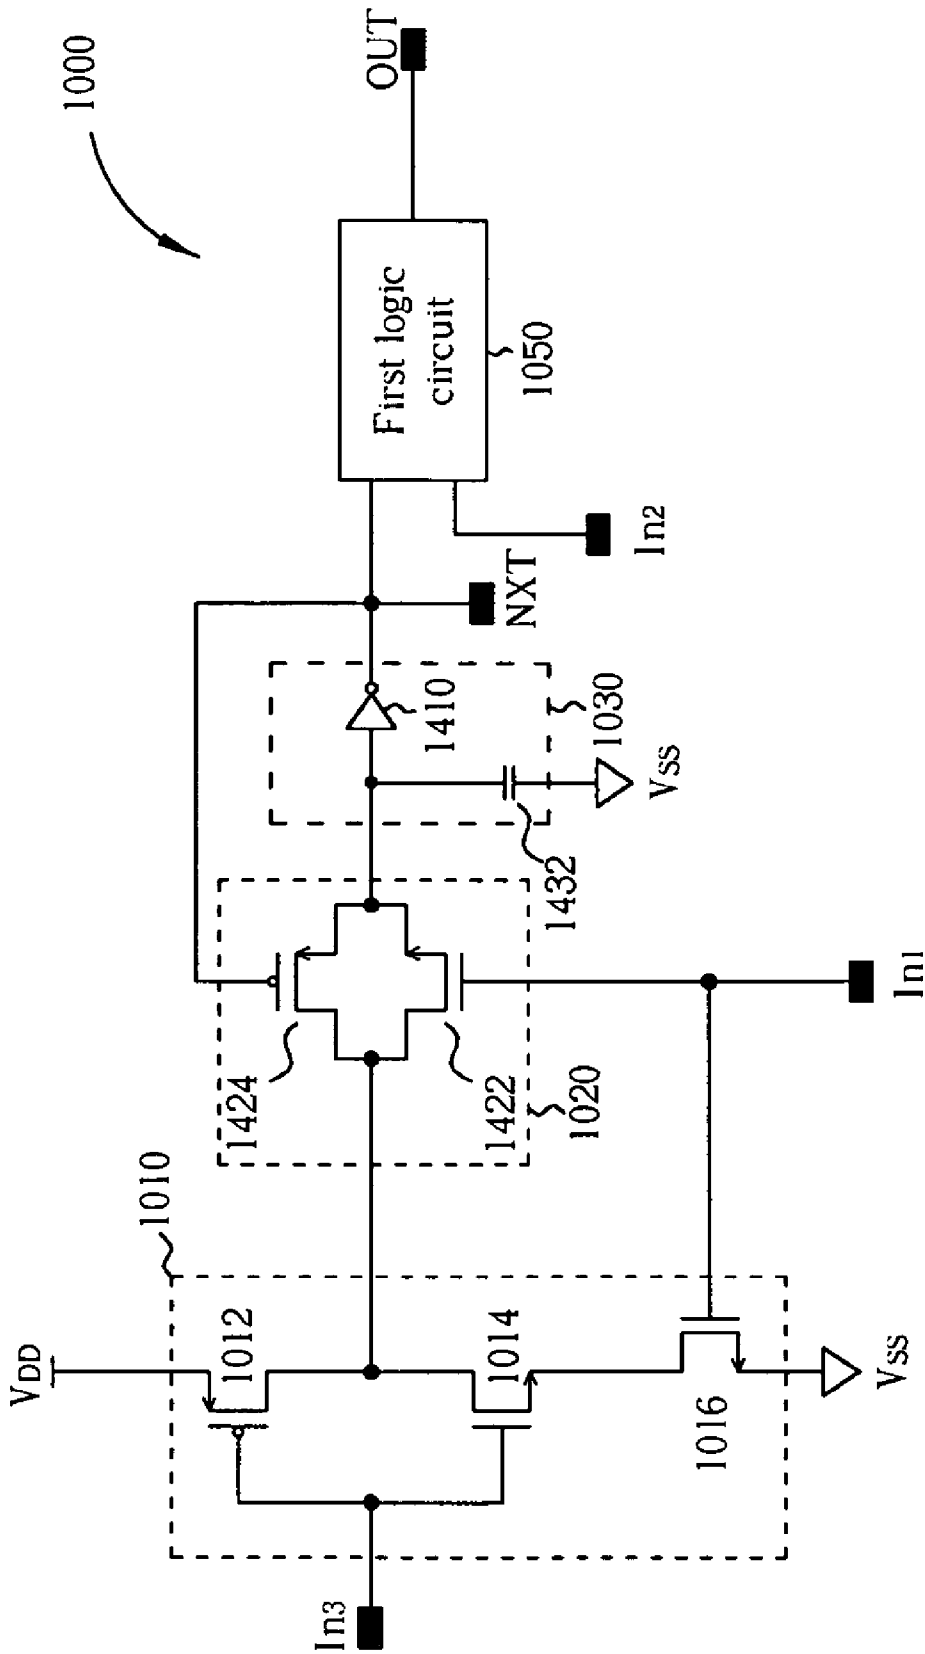 1000
VDD
1010
1012
1014
1016
In3
VSS
1424
1422
1020
In1
1432
1410
1030
VSS
NXT
In2
First logic
circuit
1050
OUT